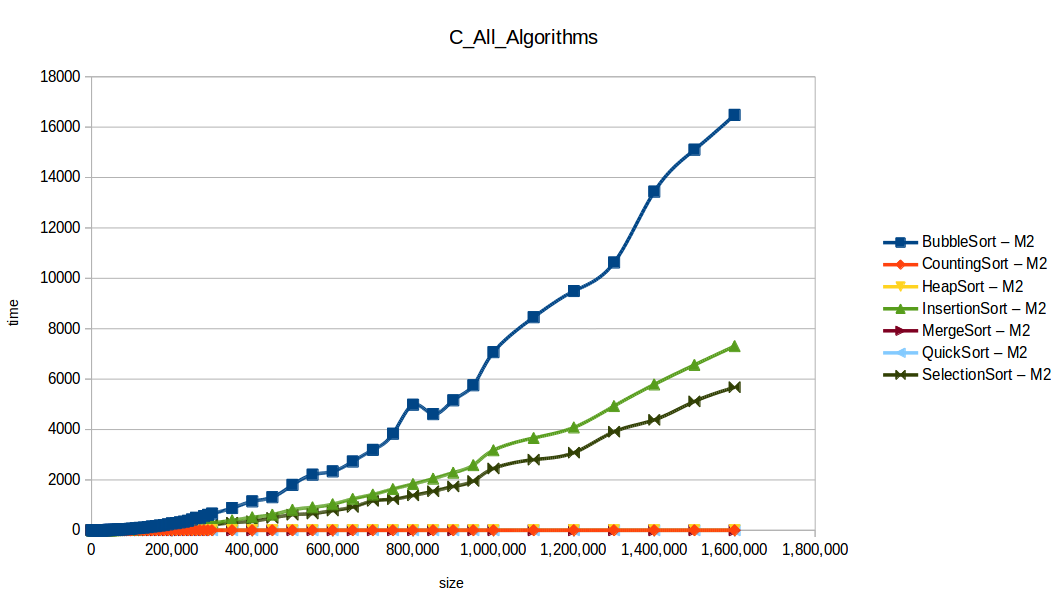 C_All_Algorithms
18000
16000
14000
12000
10000
8000
6000
4000
2000
0
time
0 200,000 400,000 600,000 800,000 1,000,000 1,200,000 1,400,000 1,600,000 1,800,000
size
BubbleSort – M2
CountingSort – M2
HeapSort – M2
InsertionSort – M2
MergeSort – M2
QuickSort – M2
SelectionSort – M2